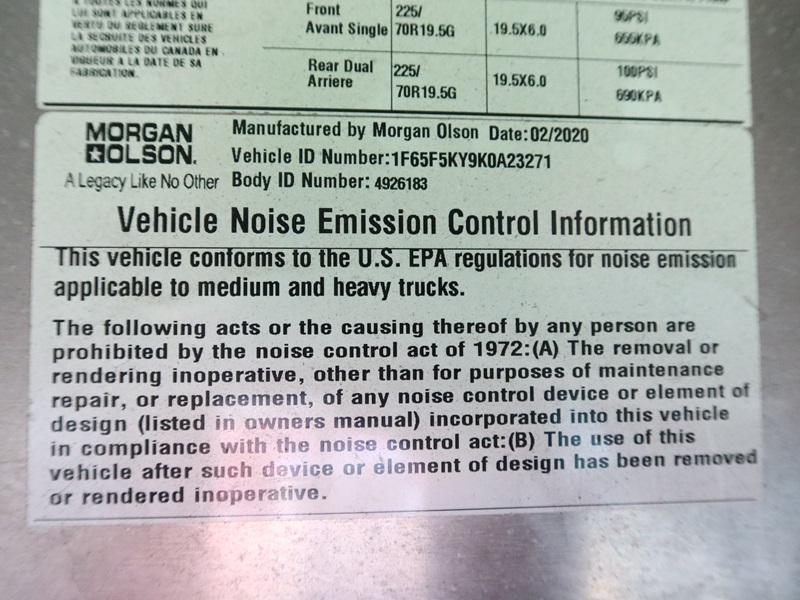 LUI SONT APPLICABLES EN
VERTU DU REGLEMENT SURE
LA SECRUITE DES VEHICLES
AUTOMOBILES DU CANADA EN
VIGUEUR A LA DATE DE SA
FABRICATION.
Front 225/
Avant Single 70R19.5G 19.5X6.0 95PSI
655KPA
Rear Dual 225/ 19.5X6.0 100PSI
Arriere 70R19.5G 690KPA
MORGAN OLSON.
A Legacy Like No Other
Manufactured by Morgan Olson Date:02/2020
Vehicle ID Number:1F65F5KY9K0A23271
Body ID Number: 4926183
Vehicle Noise Emission Control Information
This vehicle conforms to the U.S. EPA regulations for noise emission
applicable to medium and heavy trucks.
The following acts or the causing thereof by any person are
prohibited by the noise control act of 1972:(A) The removal or
rendering inoperative, other than for purposes of maintenance
repair, or replacement, of any noise control device or element of
design (listed in owners manual) incorporated into this vehicle
in compliance with the noise control act:(B) The use of this
vehicle after such device or element of design has been removed
or rendered inoperative.